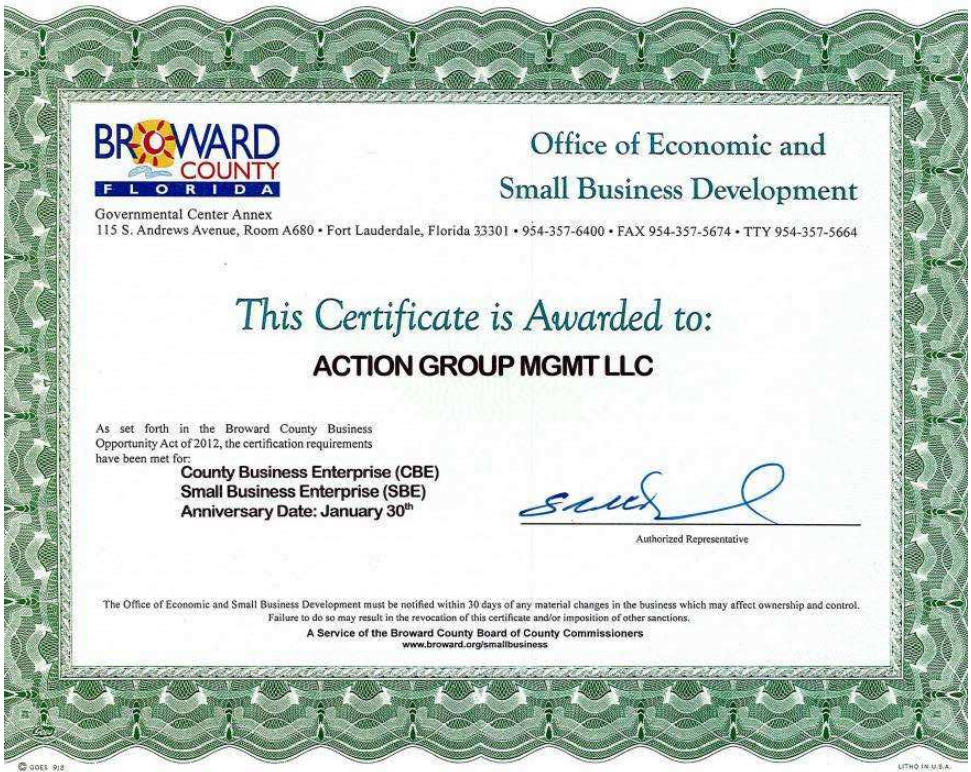 BROWARD
COUNTY
FLORIDA
Office of Economic and
Small Business Development
Governmental Center Annex
115 S. Andrews Avenue, Room A680 • Fort Lauderdale, Florida 33301 • 954-357-6400 • FAX 954-357-5674 • TTY 954-357-5664
This Certificate is Awarded to:
ACTION GROUP MGMT LLC
As set forth in the Broward County Business
Opportunity Act of 2012, the certification requirements
have been met for:
County Business Enterprise (CBE)
Small Business Enterprise (SBE)
Anniversary Date: January 30th
Authorized Representative
The Office of Economic and Small Business Development must be notified within 30 days of any material changes in the business which may affect ownership and control.
Failure to do so may result in the revocation of this certificate and/or imposition of other sanctions.
A Service of the Broward County Board of County Commissioners
www.broward.org/smallbusiness
© GOES 912
LITHO IN U.S.A.